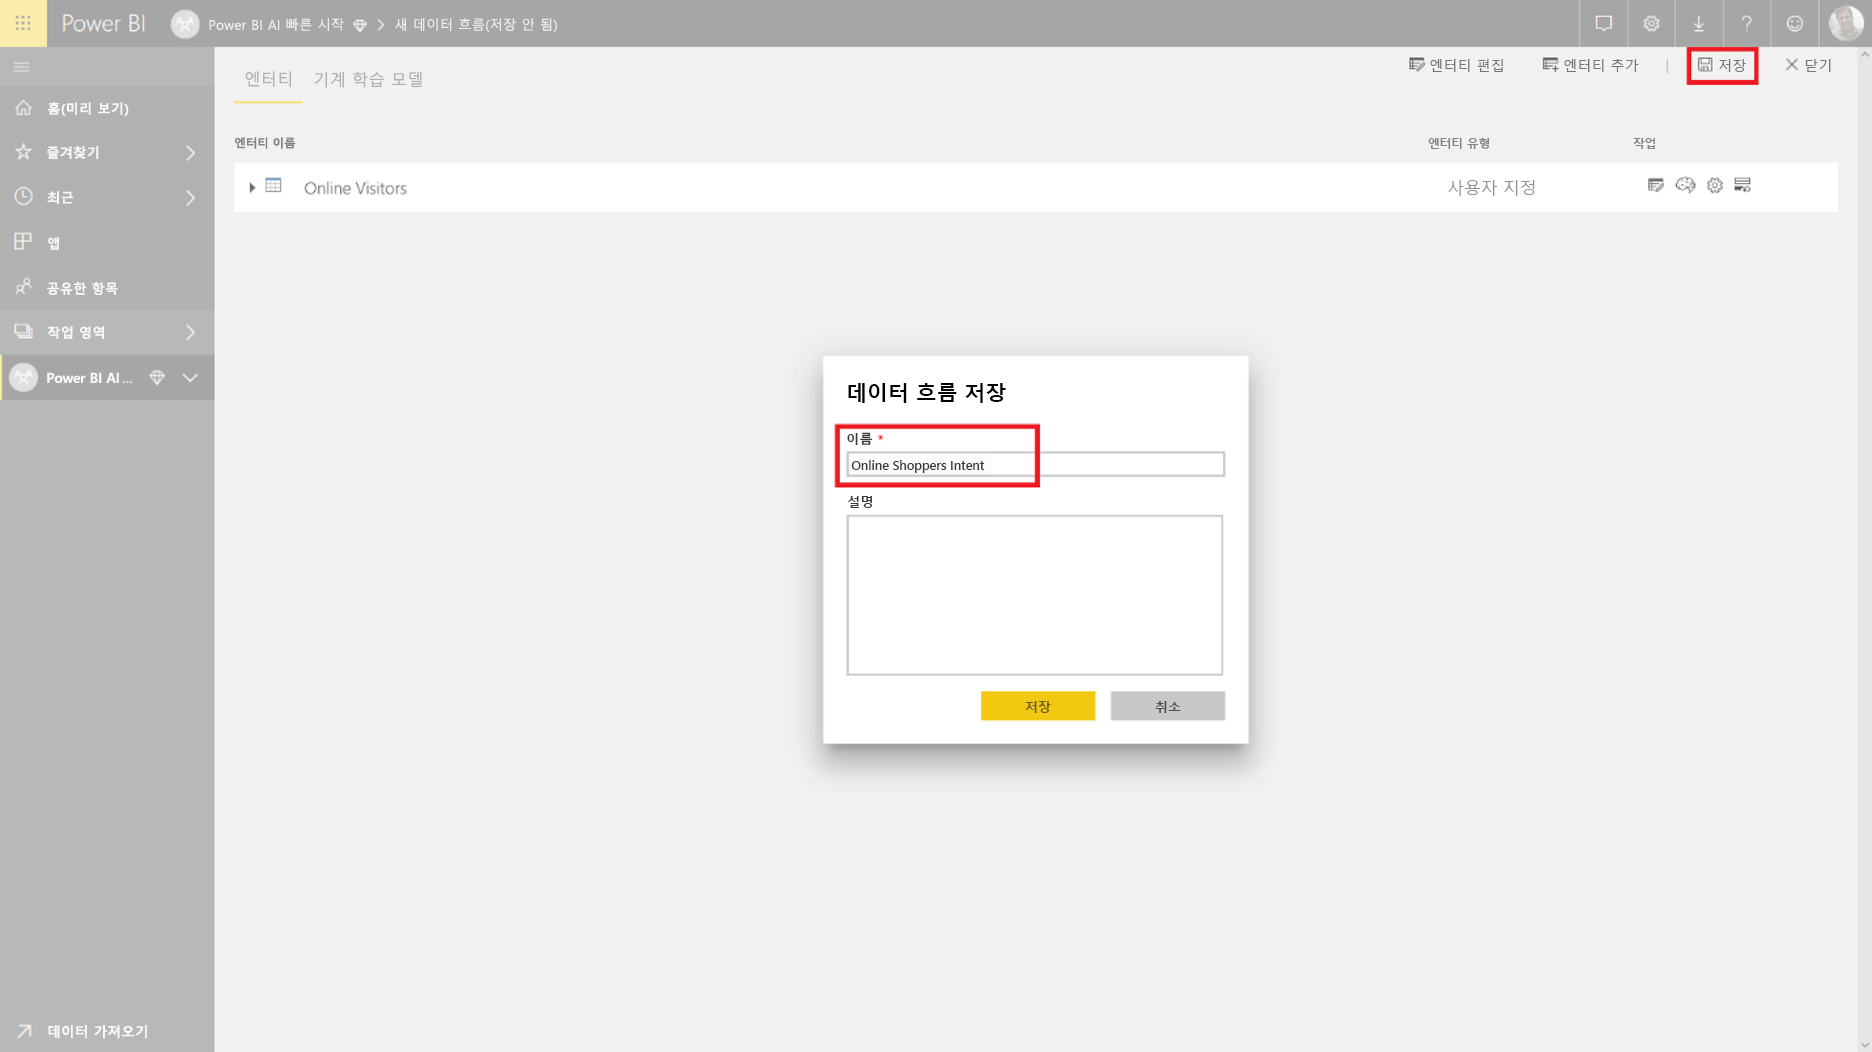 Power BI
Power BI AI 빠른 시작 > 새 데이터 흐름(저장 안 됨)
홈(미리 보기)
즐겨찾기
최근
앱
공유한 항목
작업 영역
Power BI AI...
데이터 가져오기
엔터티 기계 학습 모델
엔터티 편집 엔터티 추가 | 저장 닫기
엔터티 이름 엔터티 유형 작업
Online Visitors 사용자 지정
데이터 흐름 저장
이름 *
Online Shoppers Intent
설명
저장 취소